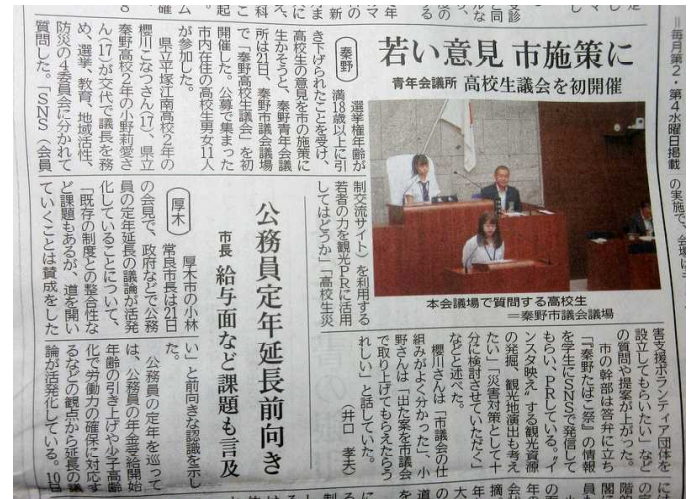 =毎月第2・第4水曜日掲載
若い意見 市施策に
青年会議所 高校生議会を初開催
秦野
選挙権年齢が
満18歳以上に引
き下げられたことを受け、
高校生の意見を市の施策に
生かそうと、秦野青年会議
所は21日、秦野市議会議場
で「秦野高校生議会」を初
開催した。公募で集まった
市内在住の高校生男女11人
が参加した。
県立平塚江南高校2年の
櫻川こなつさん(17)、県立
秦野高校2年の小野莉愛さ
ん(17)が交代で議長を務
め、選挙、教育、地域活性、
防災の4委員会に分かれて
質問した。「SNS(会員
制交流サイト)を利用する
若者の力を観光PRに活用
してはどうか」「高校生災
害支援ボランティア団体を
設立してもらいたい」など
の質問や提案が上がった。
市の幹部は答弁に立ち
「『秦野たばこ祭』の情報
を学生にSNSで発信して
もらい、PRしている。“イ
ンスタ映え”する観光資源
の発掘、観光地演出も考え
たい」「災害対策として十
分に検討させていただく」
などと述べた。
櫻川さんは「市議会の仕
組みがよく分かった」、小
野さんは「出た案を市議会
で取り上げてもらえたらう
れしい」と話していた。
(井口 孝夫)
本会議場で質問する高校生
=秦野市議会議場
公務員定年延長前向き
市長 給与面など課題も言及
厚木
厚木市の小林
常良市長は21日
の会見で、政府などで公務
員の定年延長の議論が活発
化していることについて、
「既存の制度との整合性な
ど課題もあるが、道を開い
ていくことは賛成をした
い」と前向きな認識を示し
た。
公務員の定年を巡って
は、公務員の年金受給開始
年齢の引き上げや少子高齢
化で労働力の確保に対応す
るなどの観点から延長の議
論が活発化している。10日